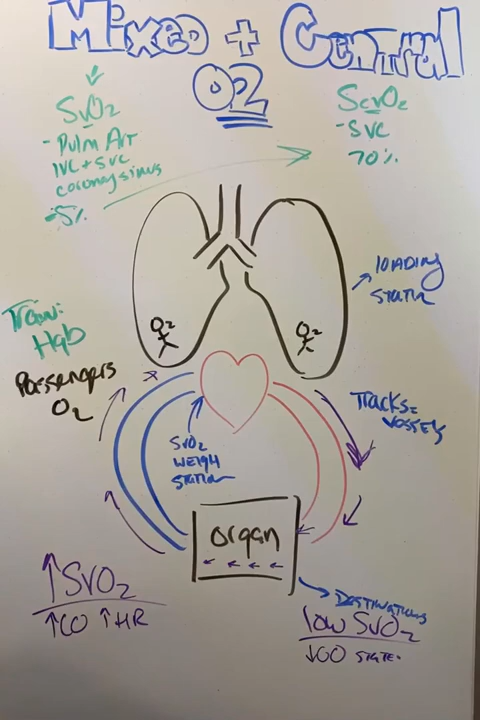 Mixed + Central
O2
SvO2
- Pulm Art
IVC + SVC
coronary sinus
-5%
ScvO2
- SVC
70%
loading
station
O2
O2
Train:
Hgb
Passengers
O2
Tracks=
vessels
SvO2
weigh
station
organ
Destinations
↑SvO2
↑CO ↑HR
low SvO2
↓CO state.